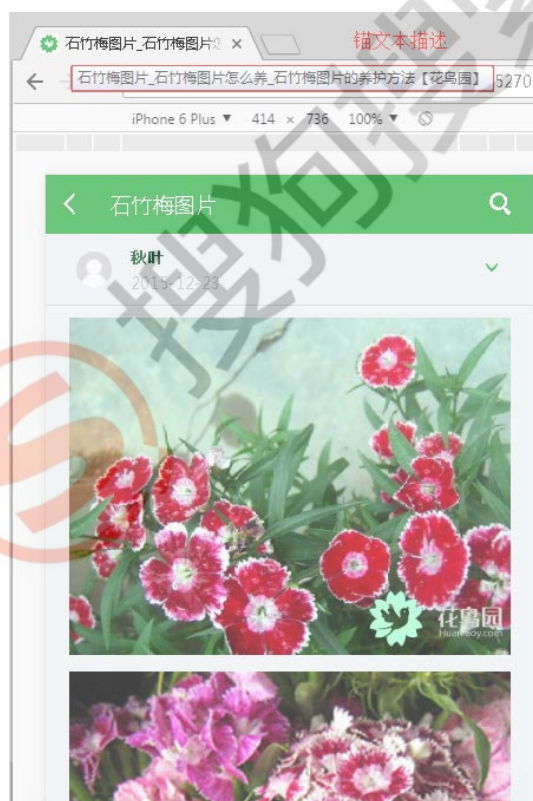 石竹梅图片_石竹梅图片
锚文本描述
石竹梅图片_石竹梅图片怎么养_石竹梅图片的养护方法【花鸟园】
5270
iPhone 6 Plus ▼ 414 × 736 100% ▼
石竹梅图片
秋叶
2015-12-23
花鸟园
Huaniaoy.com
搜狗搜